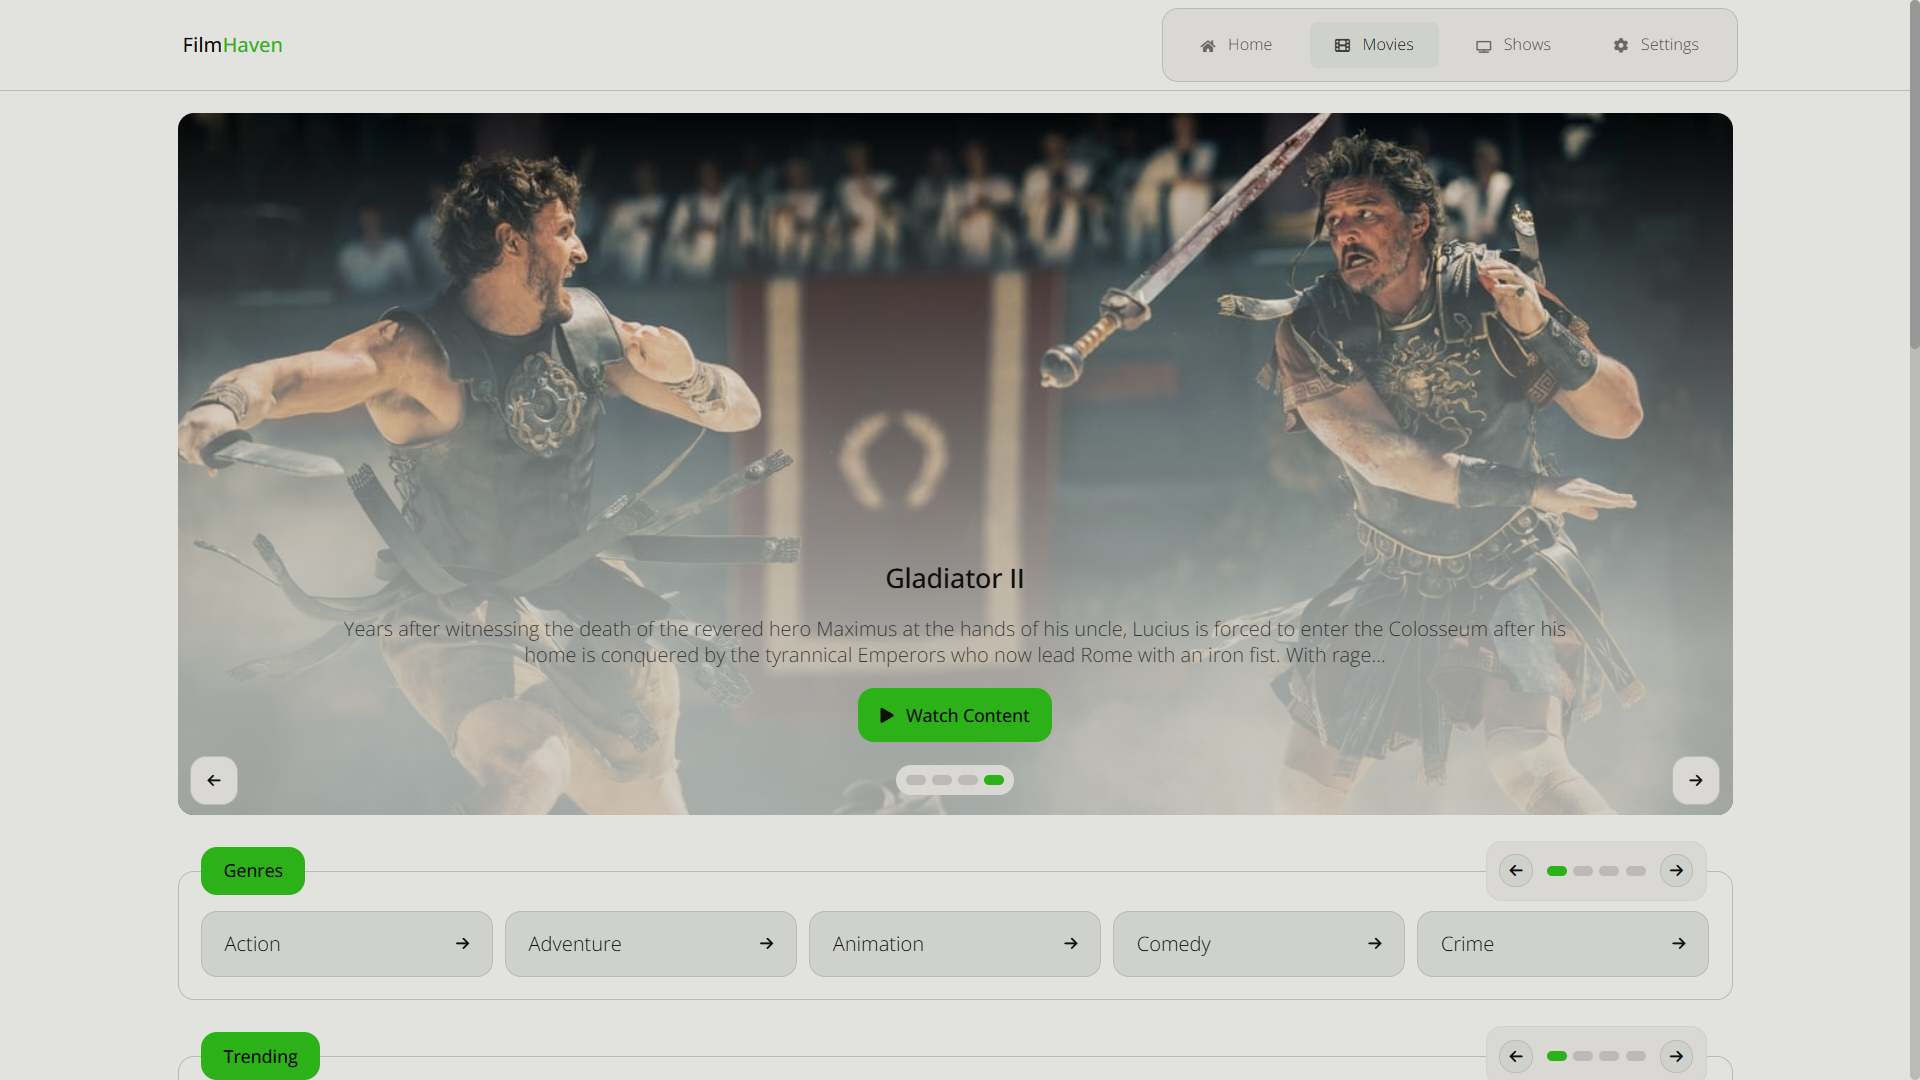 FilmHaven
Home
Movies
Shows
Settings
Gladiator II
Years after witnessing the death of the revered hero Maximus at the hands of his uncle, Lucius is forced to enter the Colosseum after his
home is conquered by the tyrannical Emperors who now lead Rome with an iron fist. With rage...
Watch Content
Genres
Action
Adventure
Animation
Comedy
Crime
Trending